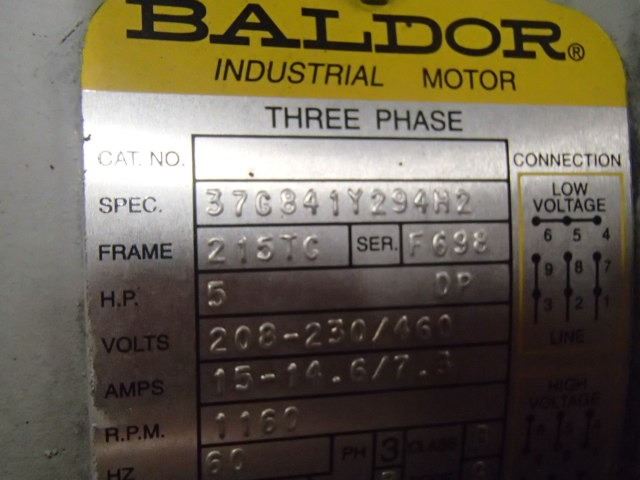 BALDOR®
INDUSTRIAL MOTOR
THREE PHASE
CAT. NO.
SPEC. 37G841Y294H2
FRAME 215TC SER. F698
H.P. 5 DP
VOLTS 208-230/460
AMPS 15-14.6/7.3
R.P.M. 1160
HZ 60 PH 3 CLASS B
CONNECTION
LOW
VOLTAGE
6 5 4
9 8 7
3 2 1
LINE
HIGH
VOLTAGE